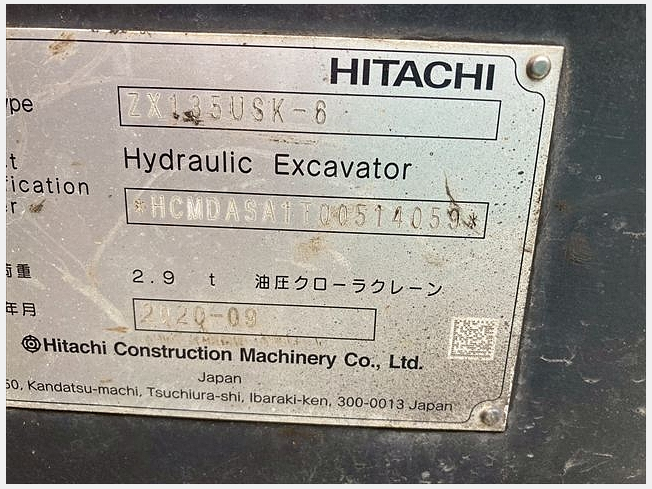 HITACHI
ype ZX135USK-6
Hydraulic Excavator
ct
ification
er *HCMDASA1T00514059*
荷重 2.9 t 油圧クローラクレーン
年月 2020-09
Hitachi Construction Machinery Co., Ltd.
Japan
50, Kandatsu-machi, Tsuchiura-shi, Ibaraki-ken, 300-0013 Japan